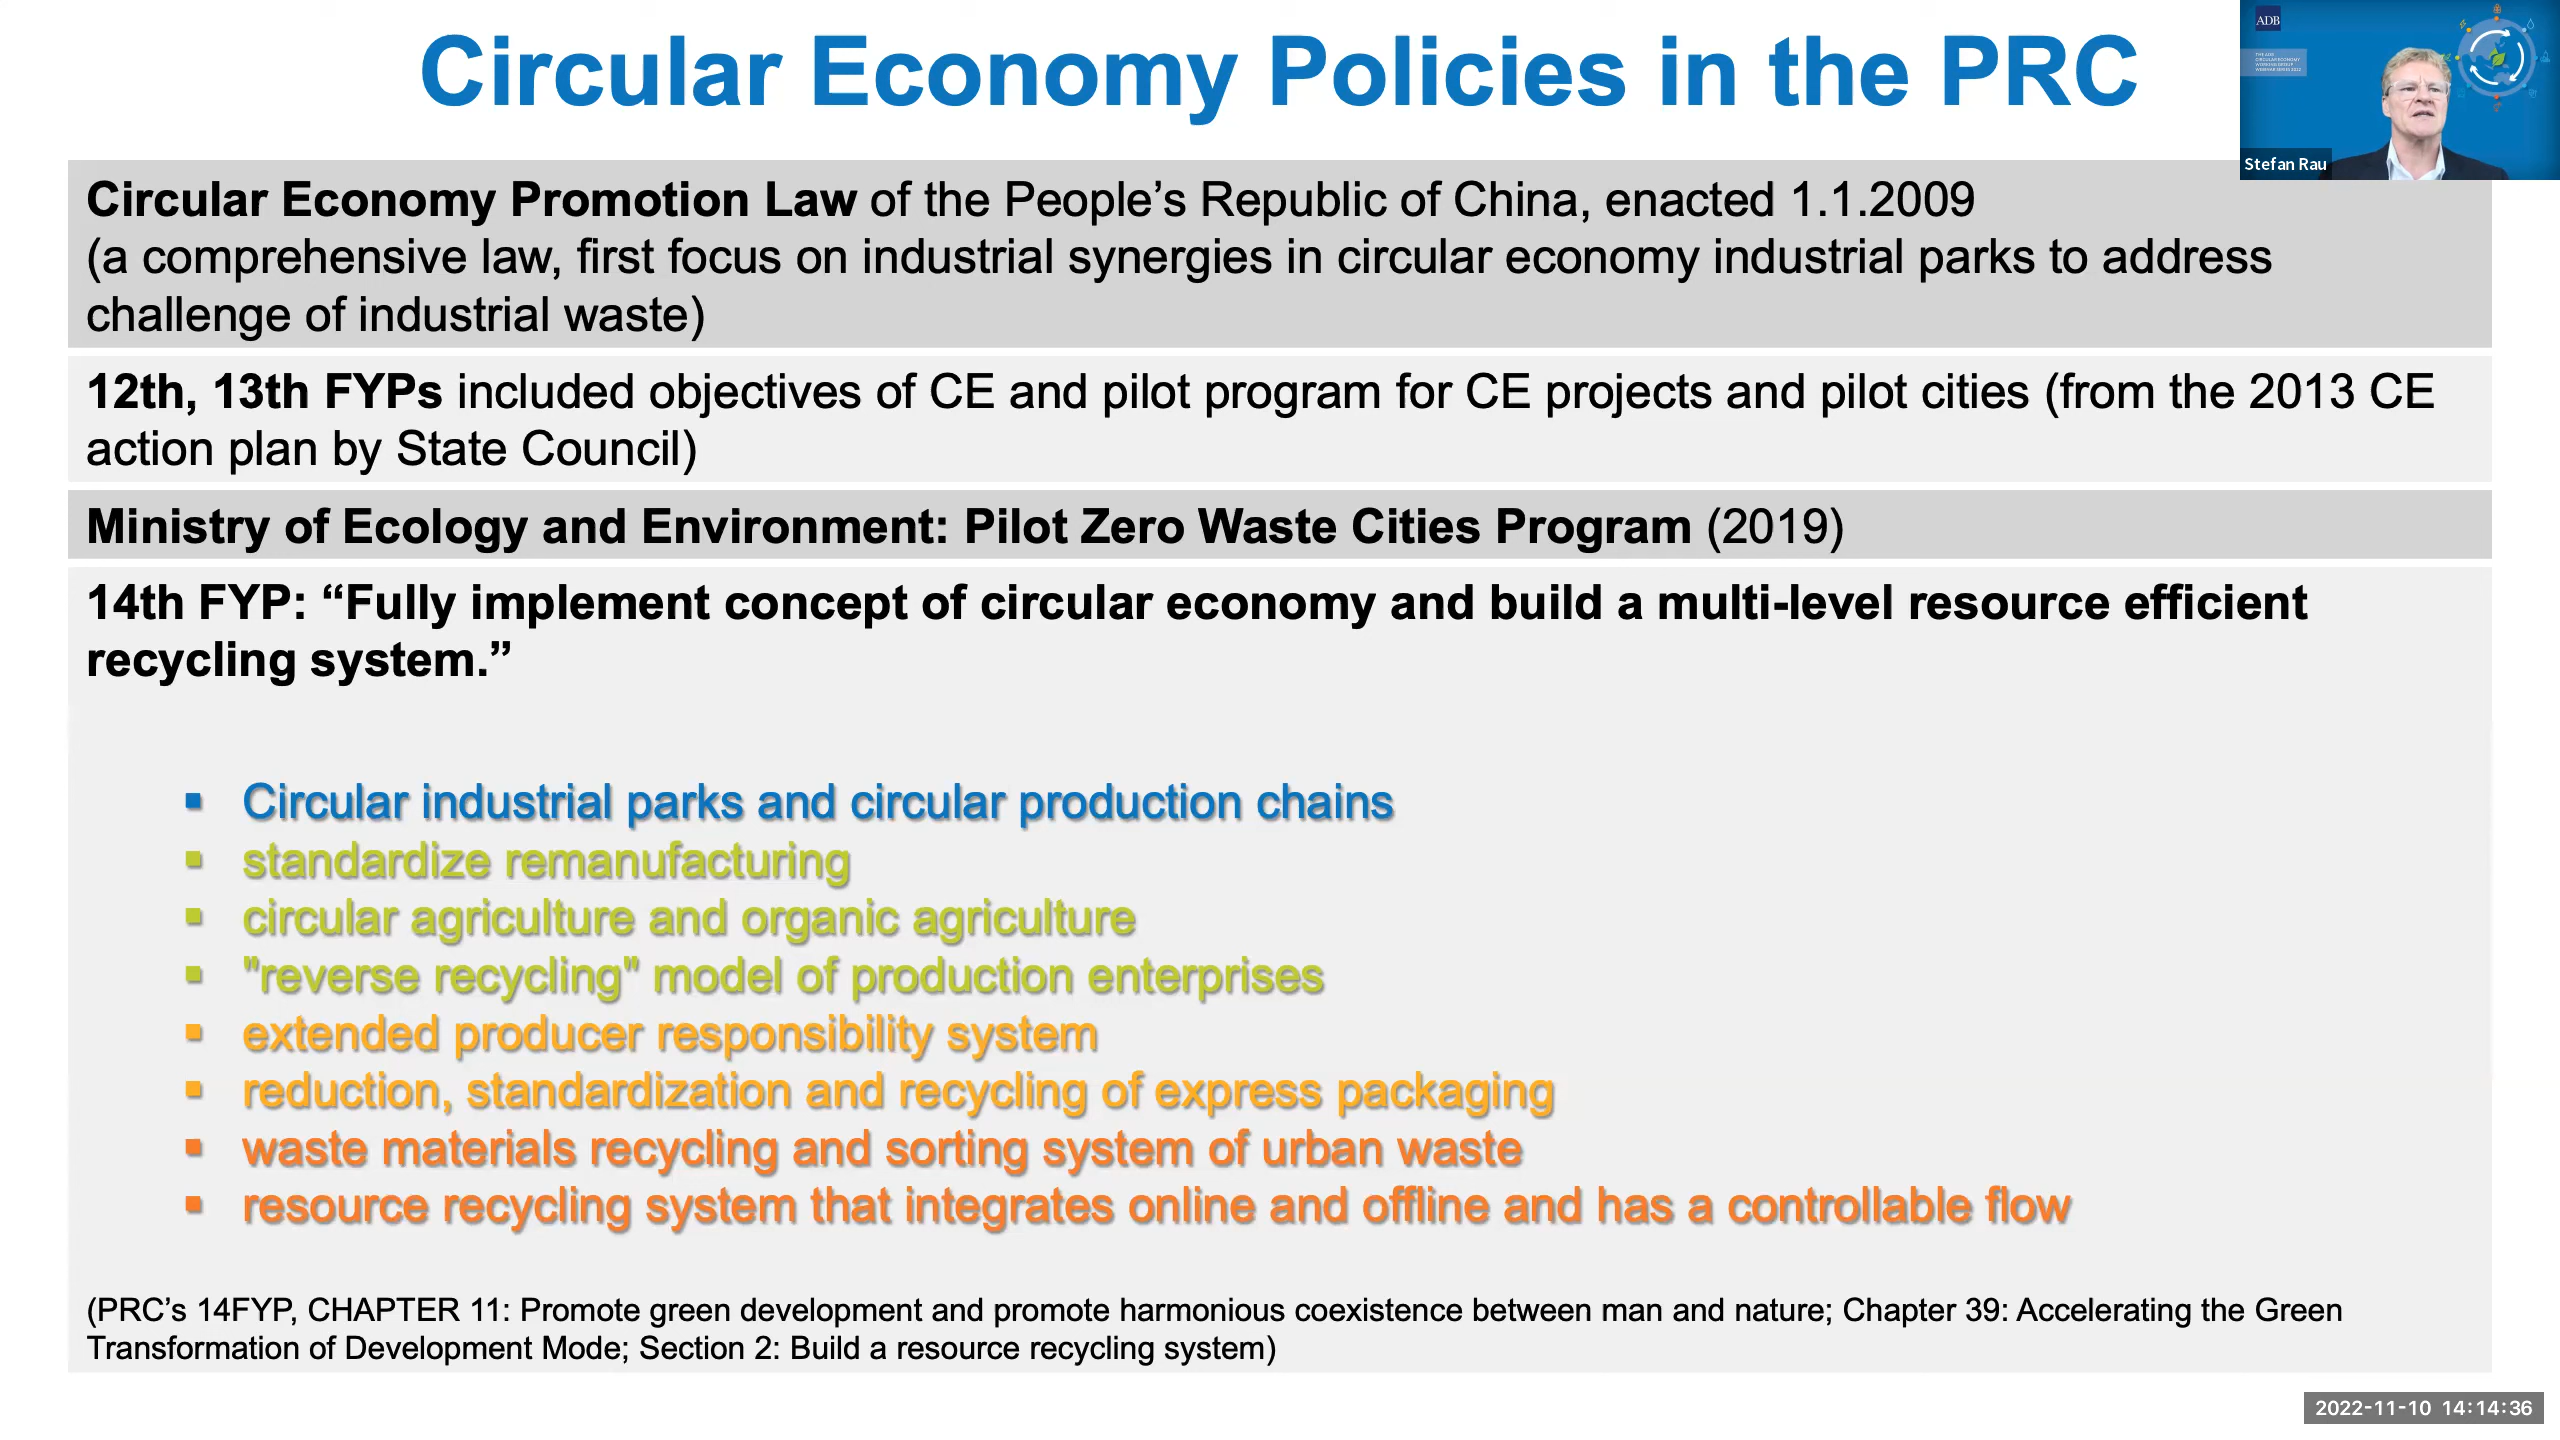 Circular Economy Policies in the PRC
ADB
THE ADB
CIRCULAR ECONOMY
WORKING GROUP
WEBINAR SERIES 2022
Stefan Rau
Circular Economy Promotion Law of the People’s Republic of China, enacted 1.1.2009
(a comprehensive law, first focus on industrial synergies in circular economy industrial parks to address
challenge of industrial waste)
12th, 13th FYPs included objectives of CE and pilot program for CE projects and pilot cities (from the 2013 CE
action plan by State Council)
Ministry of Ecology and Environment: Pilot Zero Waste Cities Program (2019)
14th FYP: “Fully implement concept of circular economy and build a multi-level resource efficient
recycling system.”
▪ Circular industrial parks and circular production chains
▪ standardize remanufacturing
▪ circular agriculture and organic agriculture
▪ "reverse recycling" model of production enterprises
▪ extended producer responsibility system
▪ reduction, standardization and recycling of express packaging
▪ waste materials recycling and sorting system of urban waste
▪ resource recycling system that integrates online and offline and has a controllable flow
(PRC’s 14FYP, CHAPTER 11: Promote green development and promote harmonious coexistence between man and nature; Chapter 39: Accelerating the Green
Transformation of Development Mode; Section 2: Build a resource recycling system)
2022-11-10 14:14:36